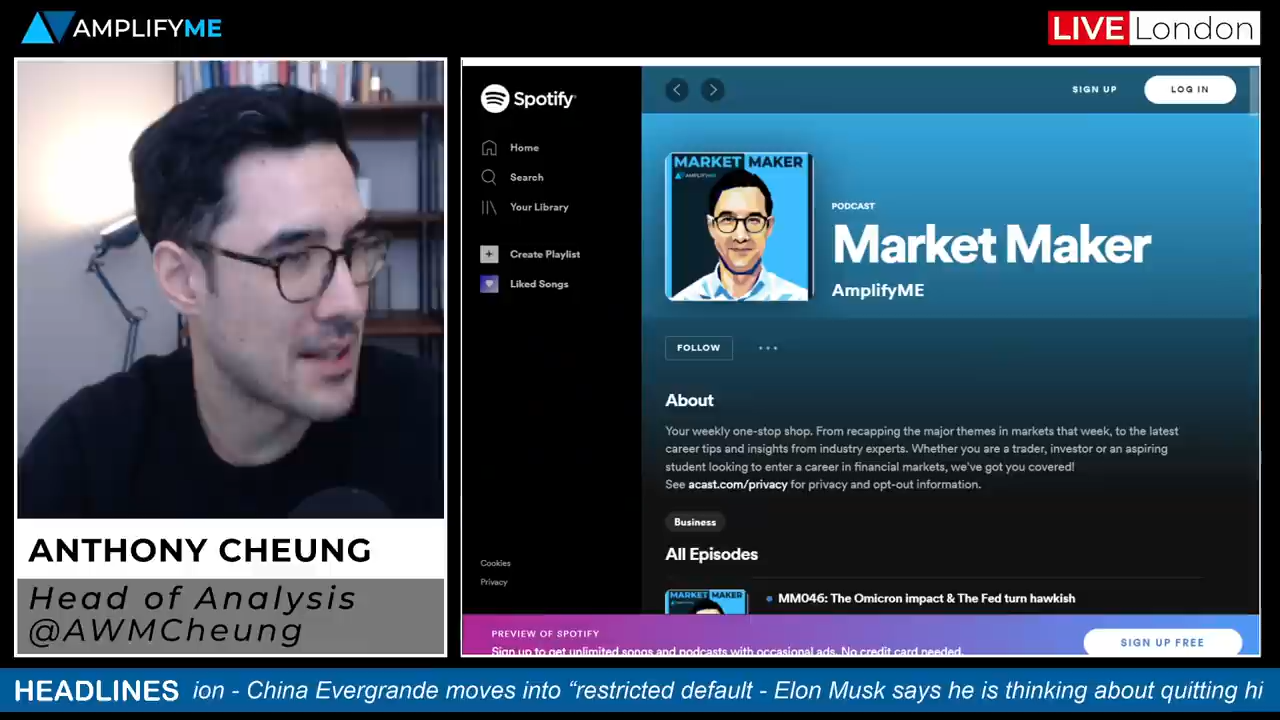 AMPLIFYME
LIVE London
Spotify
Home
Search
Your Library
Create Playlist
Liked Songs
Cookies
Privacy
SIGN UP
LOG IN
MARKET MAKER
AMPLIFYME
PODCAST
Market Maker
AmplifyME
FOLLOW
About
Your weekly one-stop shop. From recapping the major themes in markets that week, to the latest
career tips and insights from industry experts. Whether you are a trader, investor or an aspiring
student looking to enter a career in financial markets, we've got you covered!
See acast.com/privacy for privacy and opt-out information.
Business
All Episodes
MARKET MAKER
MM046: The Omicron impact & The Fed turn hawkish
PREVIEW OF SPOTIFY
Sign up to get unlimited songs and podcasts with occasional ads. No credit card needed.
SIGN UP FREE
ANTHONY CHEUNG
Head of Analysis
@AWMCheung
HEADLINES ion - China Evergrande moves into “restricted default - Elon Musk says he is thinking about quitting hi